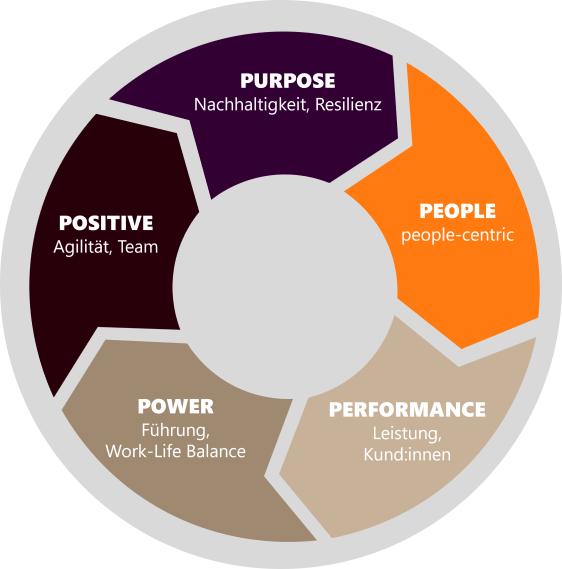 PURPOSE
Nachhaltigkeit, Resilienz
PEOPLE
people-centric
PERFORMANCE
Leistung,
Kund:innen
POWER
Führung,
Work-Life Balance
POSITIVE
Agilität, Team